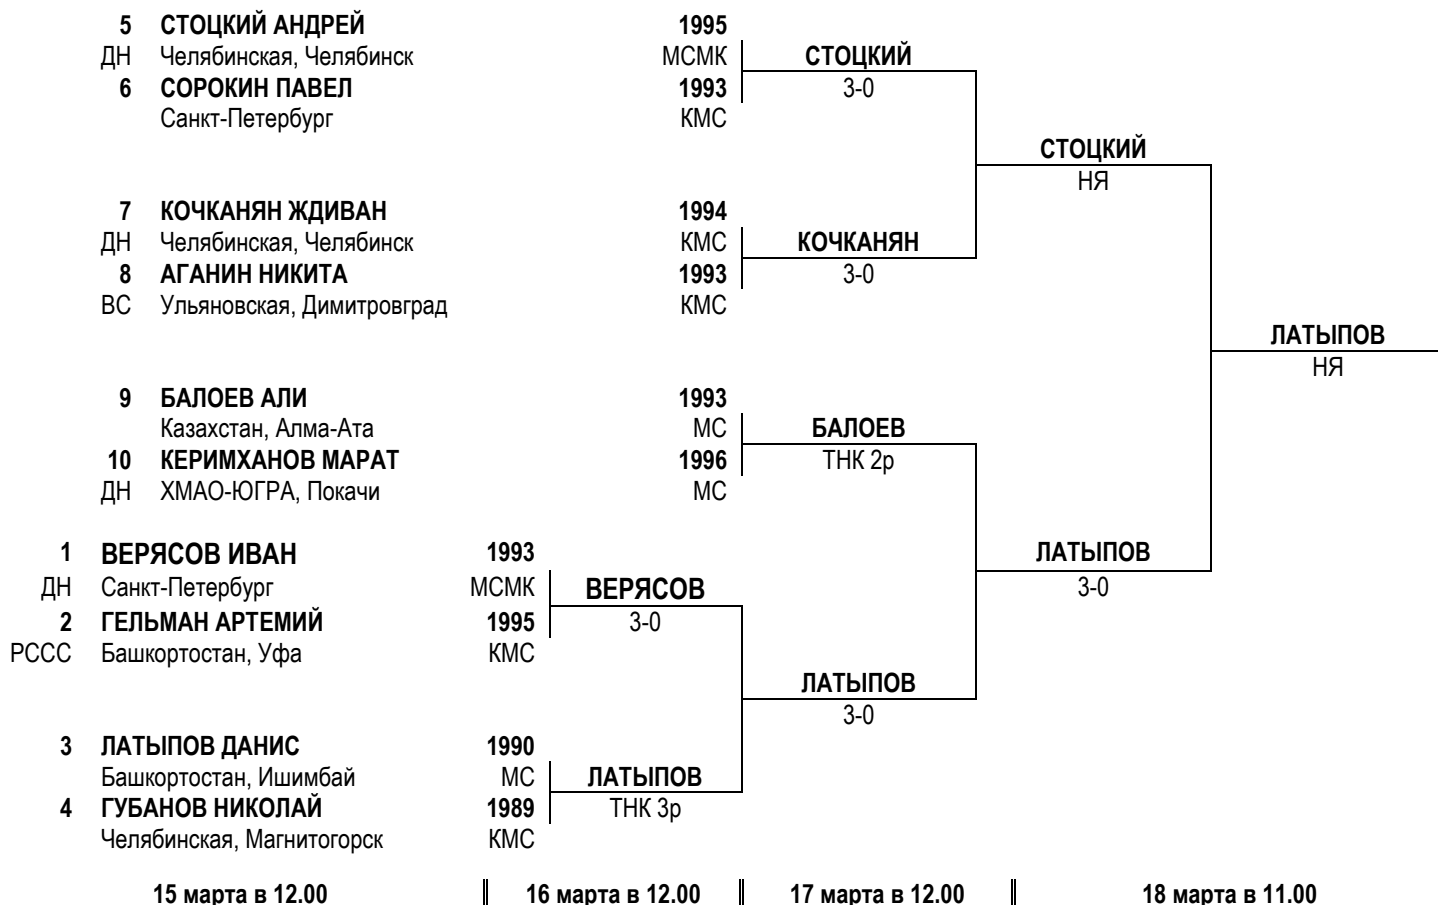 5 СТОЦКИЙ АНДРЕЙ 1995
ДН Челябинская, Челябинск МСМК СТОЦКИЙ
6 СОРОКИН ПАВЕЛ 1993 3-0
Санкт-Петербург КМС
СТОЦКИЙ
НЯ
7 КОЧКАНЯН ЖДИВАН 1994
ДН Челябинская, Челябинск КМС КОЧКАНЯН
8 АГАНИН НИКИТА 1993 3-0
ВС Ульяновская, Димитровград КМС
ЛАТЫПОВ
НЯ
9 БАЛОЕВ АЛИ 1993
Казахстан, Алма-Ата МС БАЛОЕВ
10 КЕРИМХАНОВ МАРАТ 1996 ТНК 2р
ДН ХМАО-ЮГРА, Покачи МС
1 ВЕРЯСОВ ИВАН 1993 ЛАТЫПОВ
ДН Санкт-Петербург МСМК ВЕРЯСОВ 3-0
2 ГЕЛЬМАН АРТЕМИЙ 1995 3-0
РССС Башкортостан, Уфа КМС
ЛАТЫПОВ
3-0
3 ЛАТЫПОВ ДАНИС 1990
Башкортостан, Ишимбай МС ЛАТЫПОВ
4 ГУБАНОВ НИКОЛАЙ 1989 ТНК 3р
Челябинская, Магнитогорск КМС
15 марта в 12.00 16 марта в 12.00 17 марта в 12.00 18 марта в 11.00